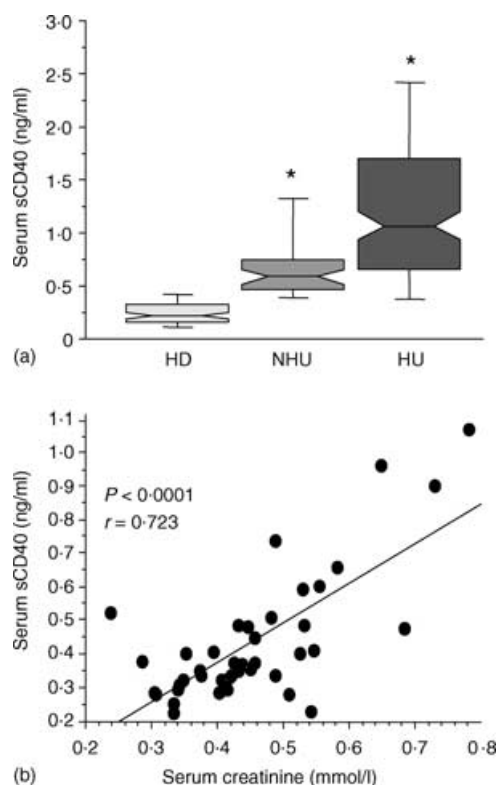 (a)
Serum sCD40 (ng/ml)
3·0
2·5
2·0
1·5
1·0
0·5
0
*
*
HD NHU HU
(b)
Serum sCD40 (ng/ml)
1·1
1·0
0·9
0·8
0·7
0·6
0·5
0·4
0·3
0·2
P < 0·0001
r = 0·723
0·2 0·3 0·4 0·5 0·6 0·7 0·8
Serum creatinine (mmol/l)